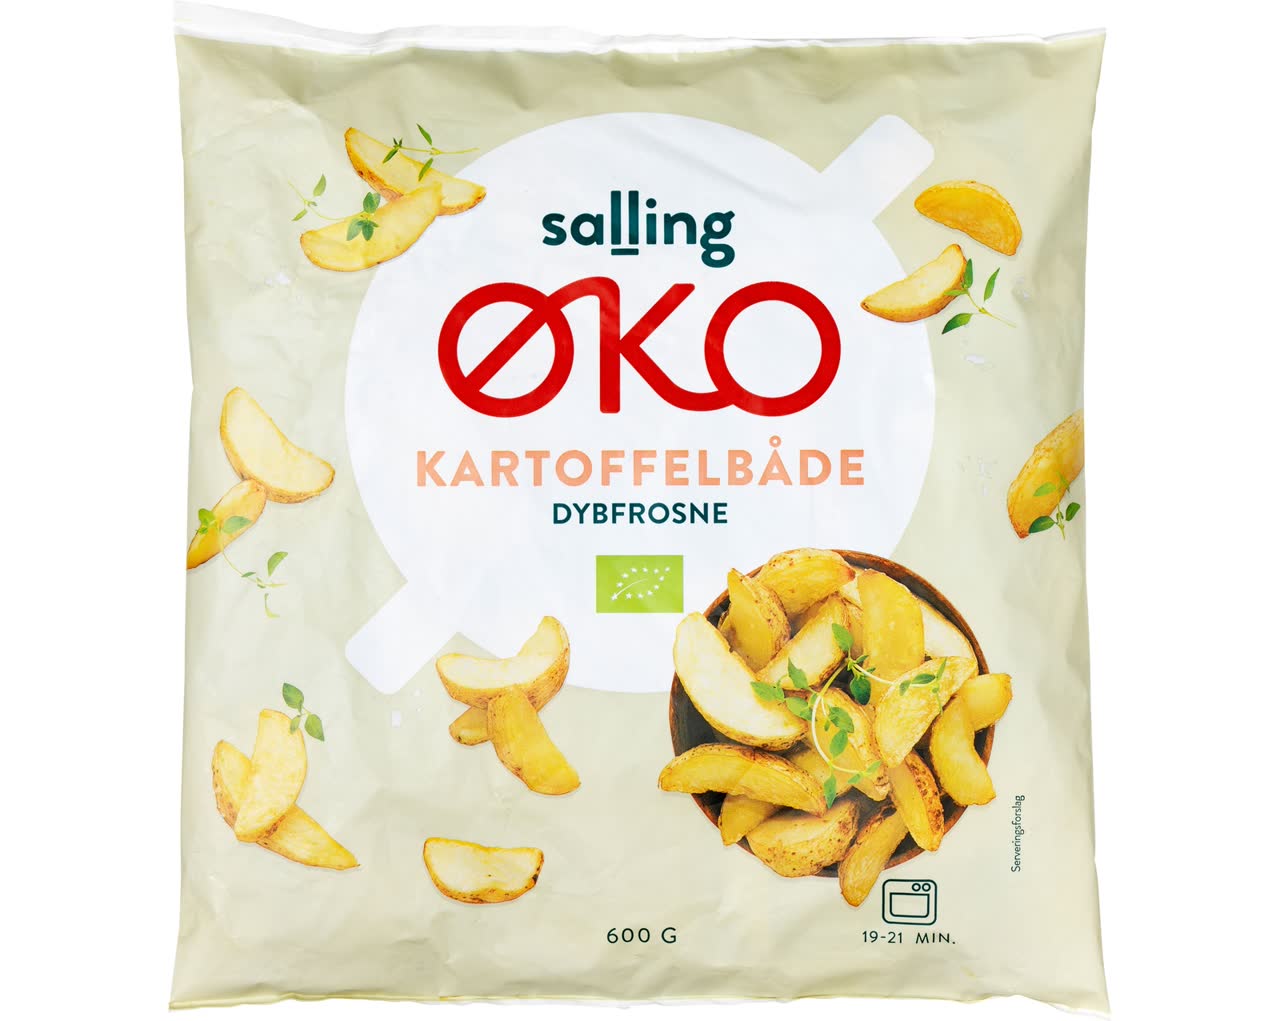 salling
ØKO
KARTOFFELBÅDE
DYBFROSNE
Serveringsforslag
600 G
19-21 MIN.